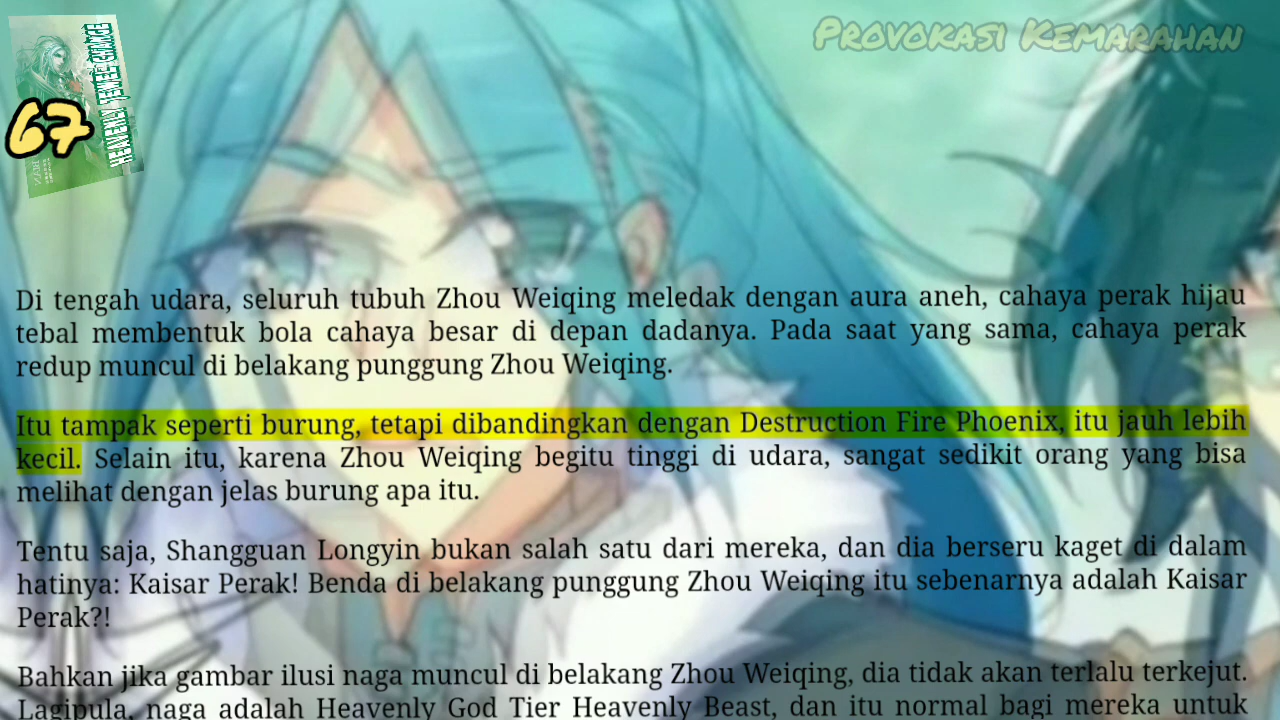 Provokasi Kemarahan
HEAVENLY JEWEL CHANGE
67
Di tengah udara, seluruh tubuh Zhou Weiqing meledak dengan aura aneh, cahaya perak hijau
tebal membentuk bola cahaya besar di depan dadanya. Pada saat yang sama, cahaya perak
redup muncul di belakang punggung Zhou Weiqing.
Itu tampak seperti burung, tetapi dibandingkan dengan Destruction Fire Phoenix, itu jauh lebih
kecil. Selain itu, karena Zhou Weiqing begitu tinggi di udara, sangat sedikit orang yang bisa
melihat dengan jelas burung apa itu.
Tentu saja, Shangguan Longyin bukan salah satu dari mereka, dan dia berseru kaget di dalam
hatinya: Kaisar Perak! Benda di belakang punggung Zhou Weiqing itu sebenarnya adalah Kaisar
Perak?!
Bahkan jika gambar ilusi naga muncul di belakang Zhou Weiqing, dia tidak akan terlalu terkejut.
Lagipula, naga adalah Heavenly God Tier Heavenly Beast, dan itu normal bagi mereka untuk